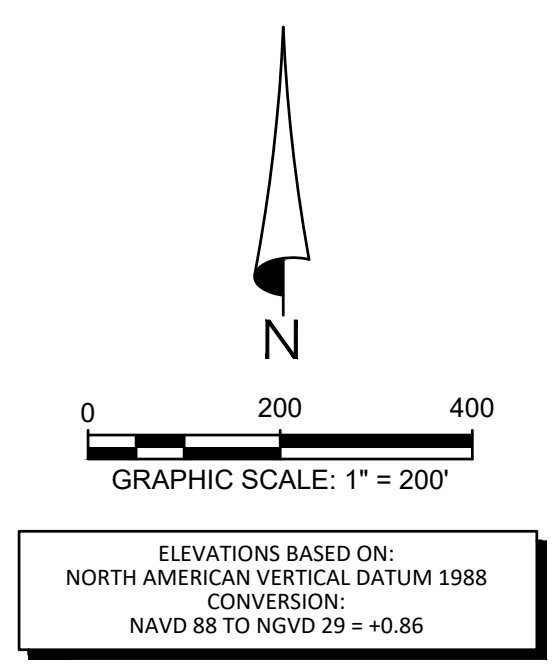 N
0 200 400
GRAPHIC SCALE: 1" = 200'
ELEVATIONS BASED ON:
NORTH AMERICAN VERTICAL DATUM 1988
CONVERSION:
NAVD 88 TO NGVD 29 = +0.86